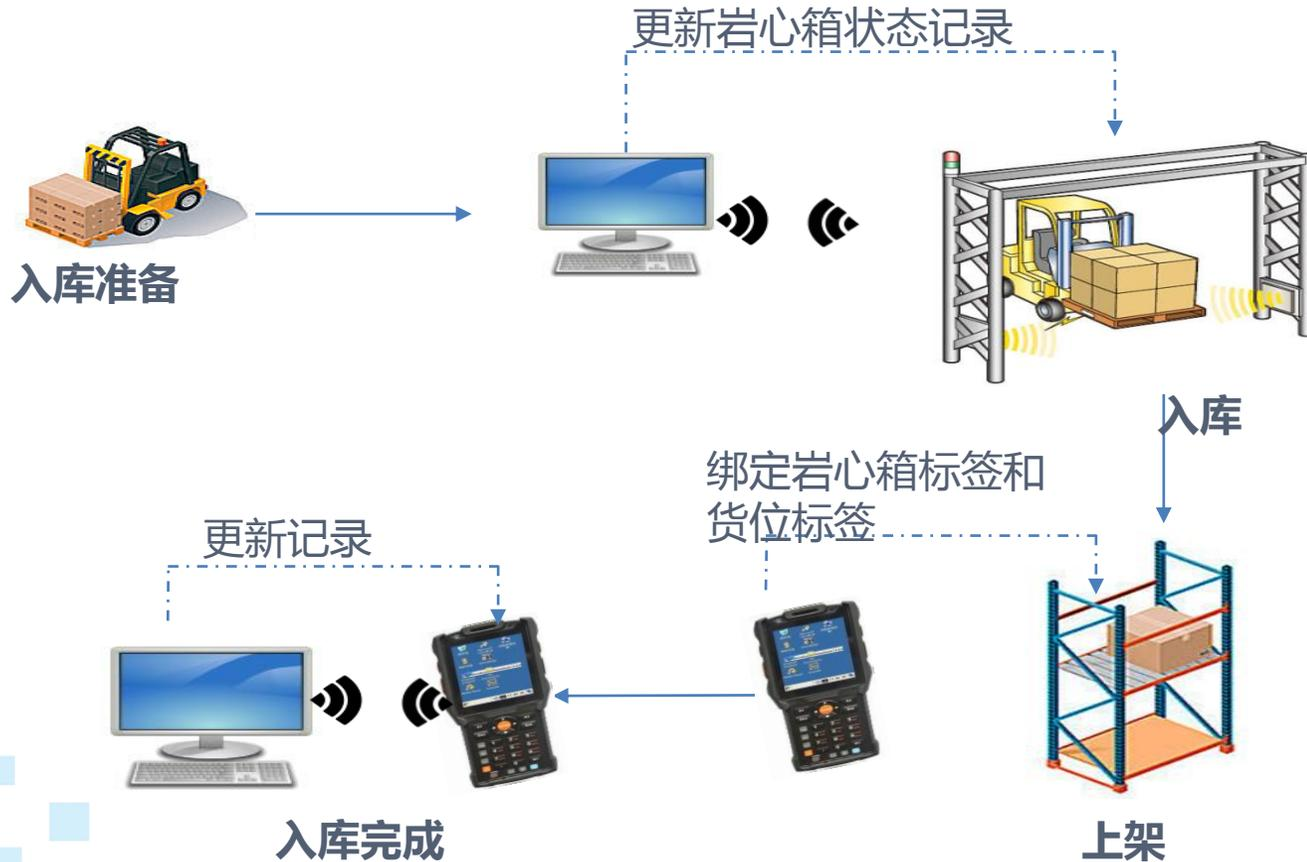 更新岩心箱状态记录
入库准备
入库
绑定岩心箱标签和
货位标签
更新记录
入库完成
上架